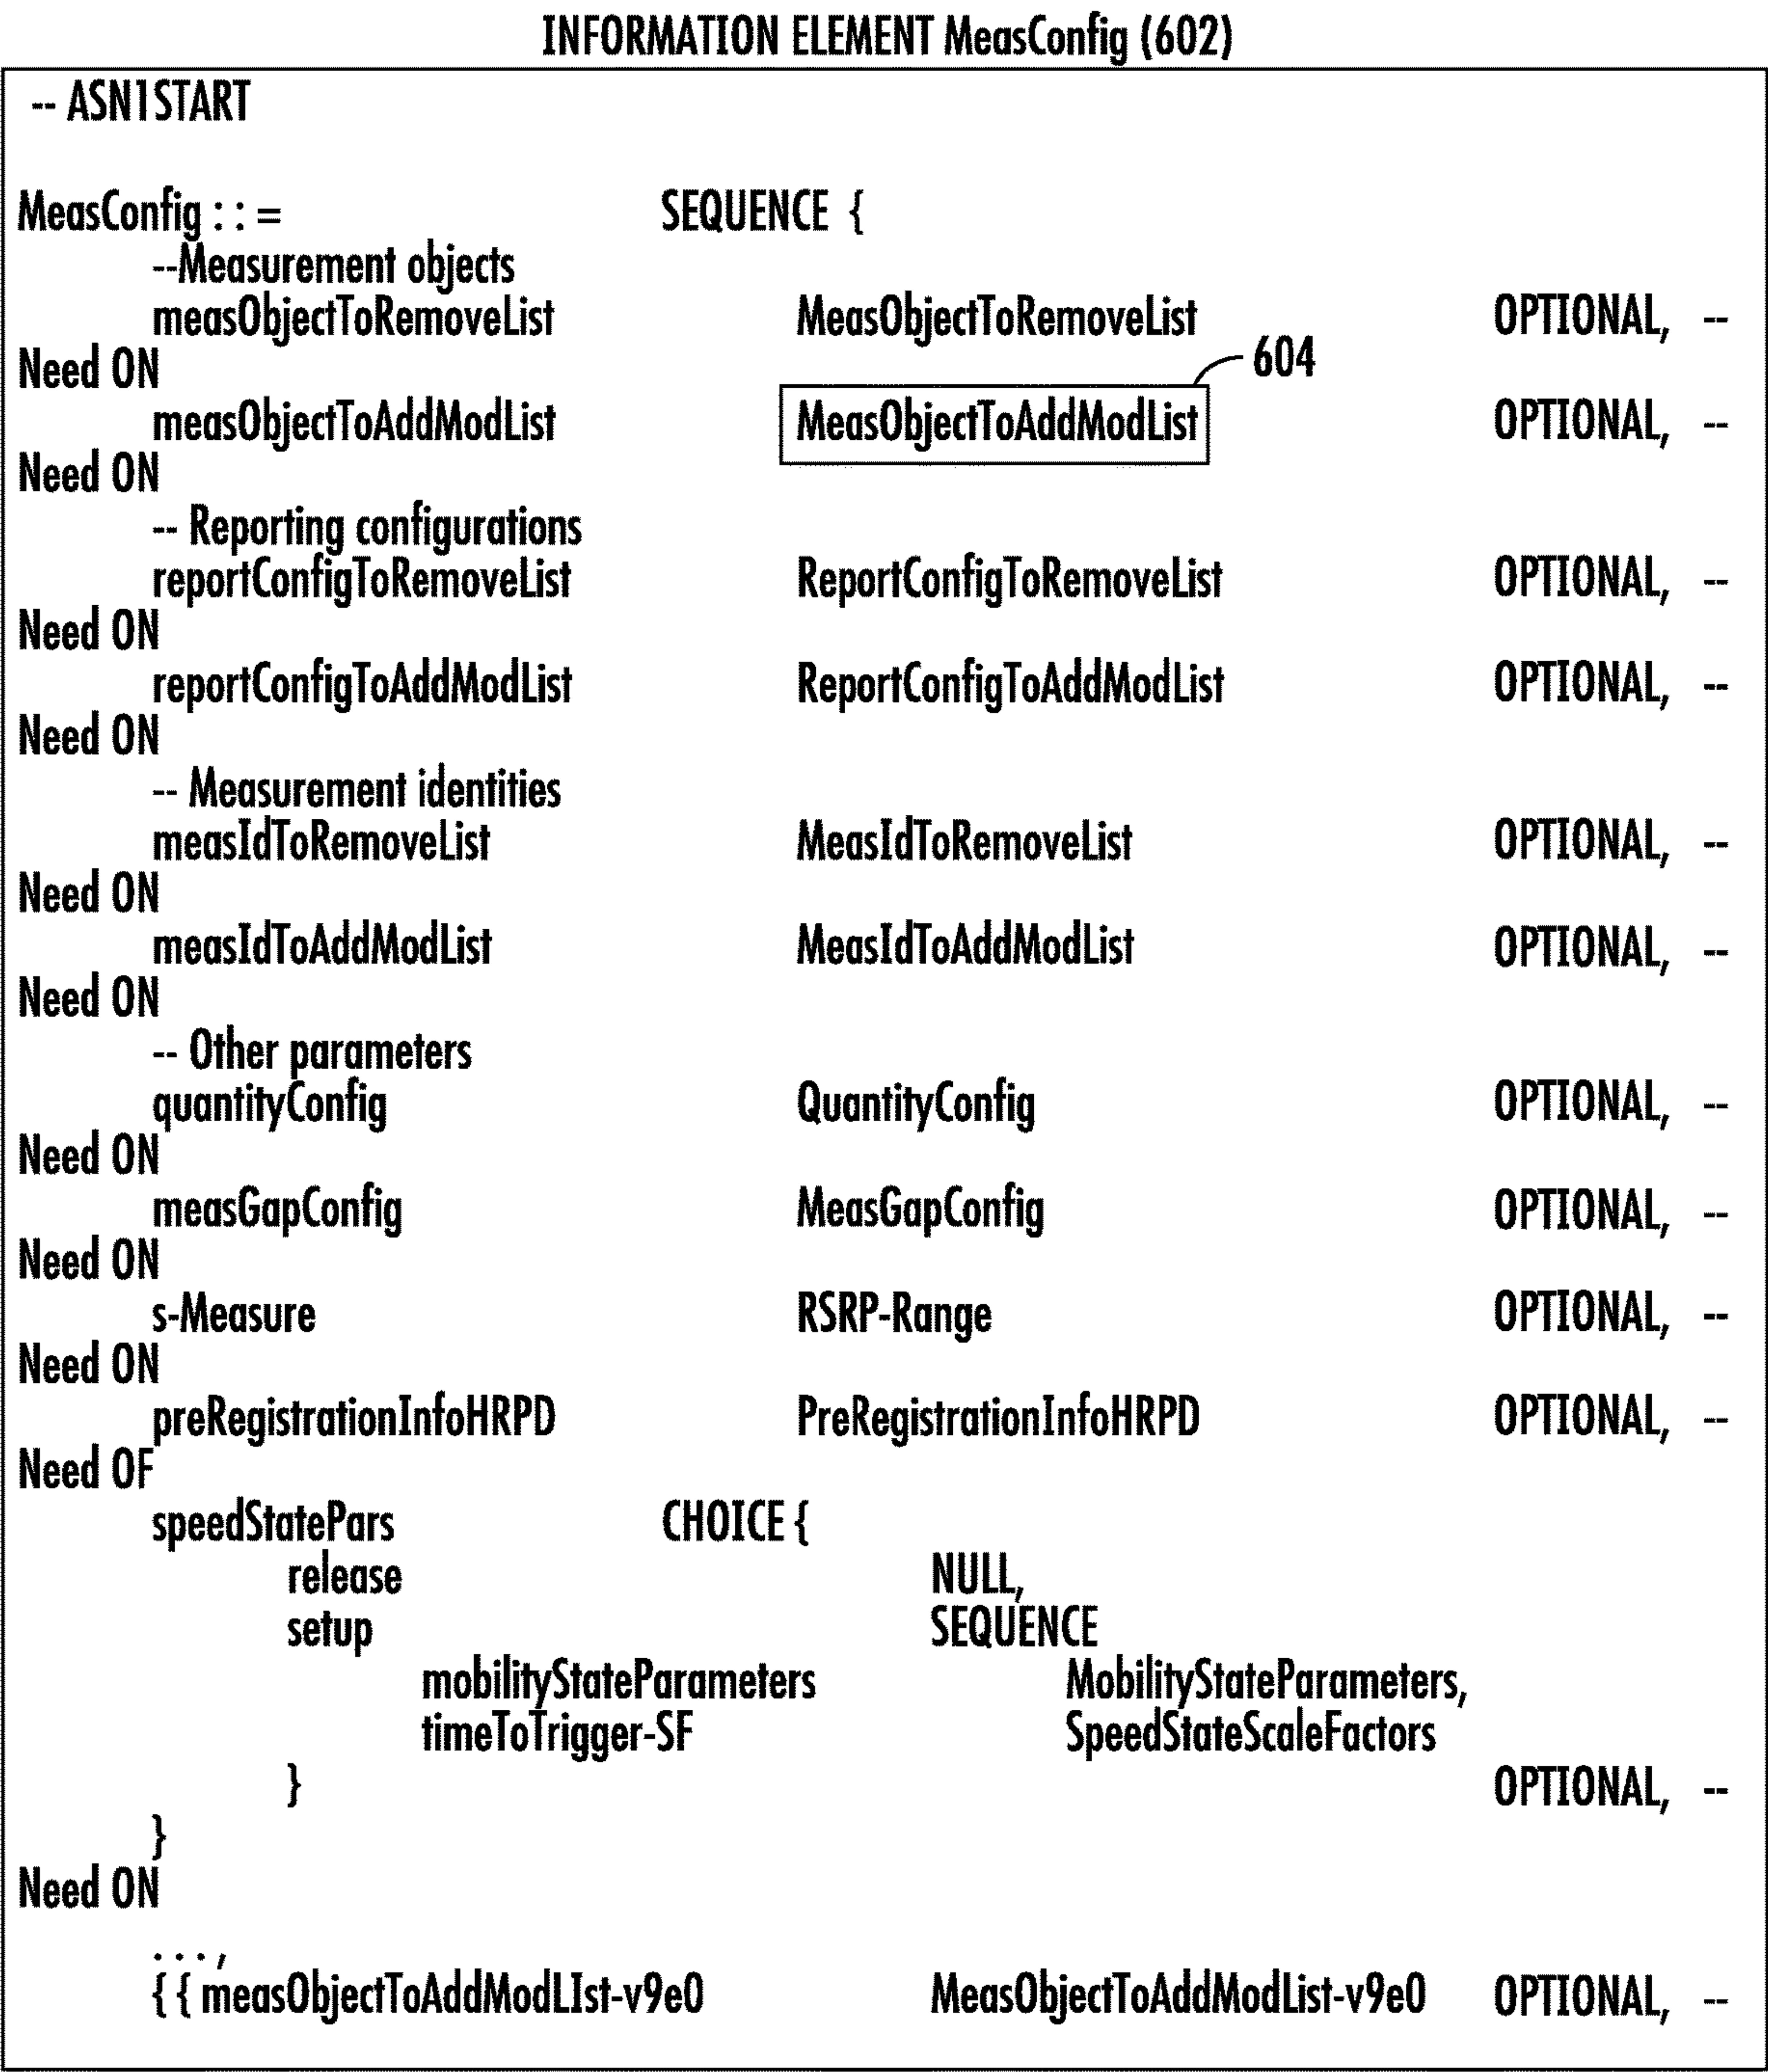 INFORMATION ELEMENT MeasConfig (602)
-- ASN1START
MeasConfig : : = SEQUENCE {
--Measurement objects
measObjectToRemoveList MeasObjectToRemoveList OPTIONAL, --
Need ON
604
measObjectToAddModList MeasObjectToAddModList OPTIONAL, --
Need ON
-- Reporting configurations
reportConfigToRemoveList ReportConfigToRemoveList OPTIONAL, --
Need ON
reportConfigToAddModList ReportConfigToAddModList OPTIONAL, --
Need ON
-- Measurement identities
measIdToRemoveList MeasIdToRemoveList OPTIONAL, --
Need ON
measIdToAddModList MeasIdToAddModList OPTIONAL, --
Need ON
-- Other parameters
quantityConfig QuantityConfig OPTIONAL, --
Need ON
measGapConfig MeasGapConfig OPTIONAL, --
Need ON
s-Measure RSRP-Range OPTIONAL, --
Need ON
preRegistrationInfoHRPD PreRegistrationInfoHRPD OPTIONAL, --
Need OF
speedStatePars CHOICE {
release NULL,
setup SEQUENCE
mobilityStateParameters MobilityStateParameters,
timeToTrigger-SF SpeedStateScaleFactors
} OPTIONAL, --
}
Need ON
. . . ,
{ { measObjectToAddModLIst-v9e0 MeasObjectToAddModList-v9e0 OPTIONAL, --